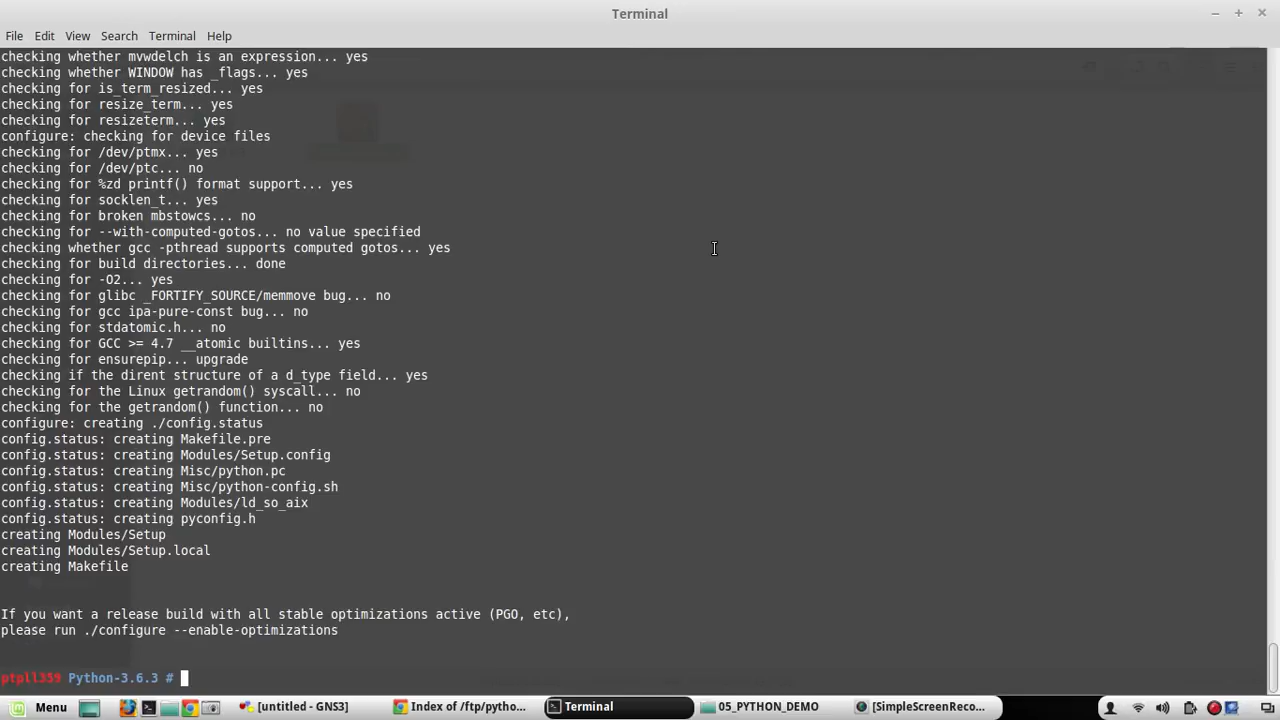 Terminal
File Edit View Search Terminal Help
checking whether mvwdelch is an expression... yes
checking whether WINDOW has _flags... yes
checking for is_term_resized... yes
checking for resize_term... yes
checking for resizeterm... yes
configure: checking for device files
checking for /dev/ptmx... yes
checking for /dev/ptc... no
checking for %zd printf() format support... yes
checking for socklen_t... yes
checking for broken mbstowcs... no
checking for --with-computed-gotos... no value specified
checking whether gcc -pthread supports computed gotos... yes
checking for build directories... done
checking for -O2... yes
checking for glibc _FORTIFY_SOURCE/memmove bug... no
checking for gcc ipa-pure-const bug... no
checking for stdatomic.h... no
checking for GCC >= 4.7 __atomic builtins... yes
checking for ensurepip... upgrade
checking if the dirent structure of a d_type field... yes
checking for the Linux getrandom() syscall... no
checking for the getrandom() function... no
configure: creating ./config.status
config.status: creating Makefile.pre
config.status: creating Modules/Setup.config
config.status: creating Misc/python.pc
config.status: creating Misc/python-config.sh
config.status: creating Modules/ld_so_aix
config.status: creating pyconfig.h
creating Modules/Setup
creating Modules/Setup.local
creating Makefile
If you want a release build with all stable optimizations active (PGO, etc),
please run ./configure --enable-optimizations
ptpll359 Python-3.6.3 #
Menu [untitled - GNS3] Index of /ftp/pytho... Terminal 05_PYTHON_DEMO [SimpleScreenReco...